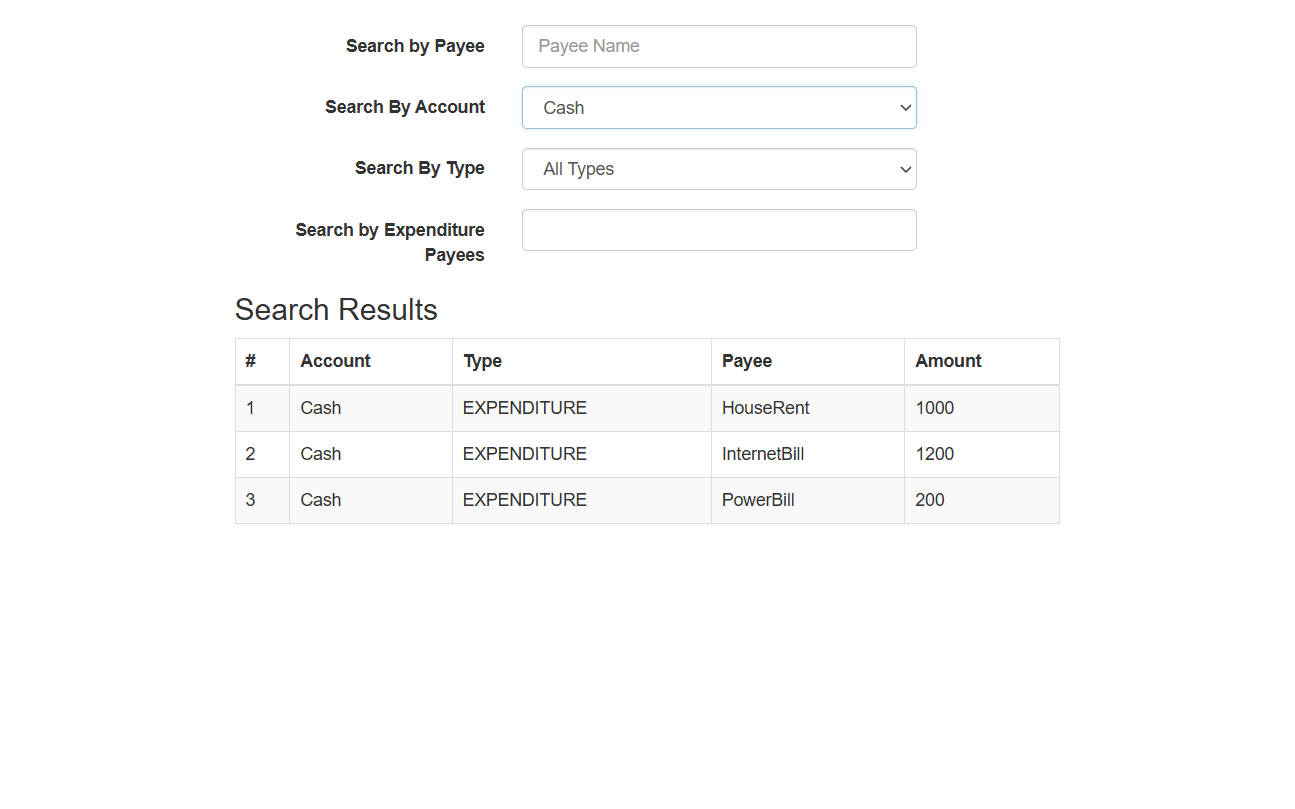 Search by Payee Payee Name
Search By Account Cash
Search By Type All Types
Search by Expenditure
Payees
Search Results
# Account Type Payee Amount
1 Cash EXPENDITURE HouseRent 1000
2 Cash EXPENDITURE InternetBill 1200
3 Cash EXPENDITURE PowerBill 200